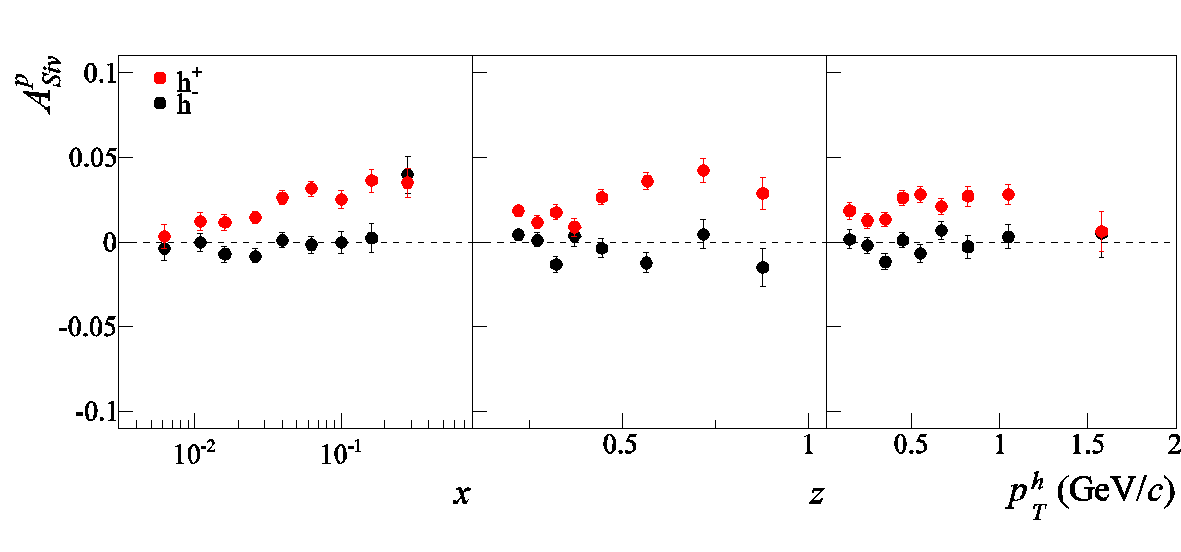 A^p_Siv
0.1
0.05
0
-0.05
-0.1
h^+
h^-
10^-2 10^-1
x
0.5 1
z
0.5 1 1.5 2
p_T^h (GeV/c)